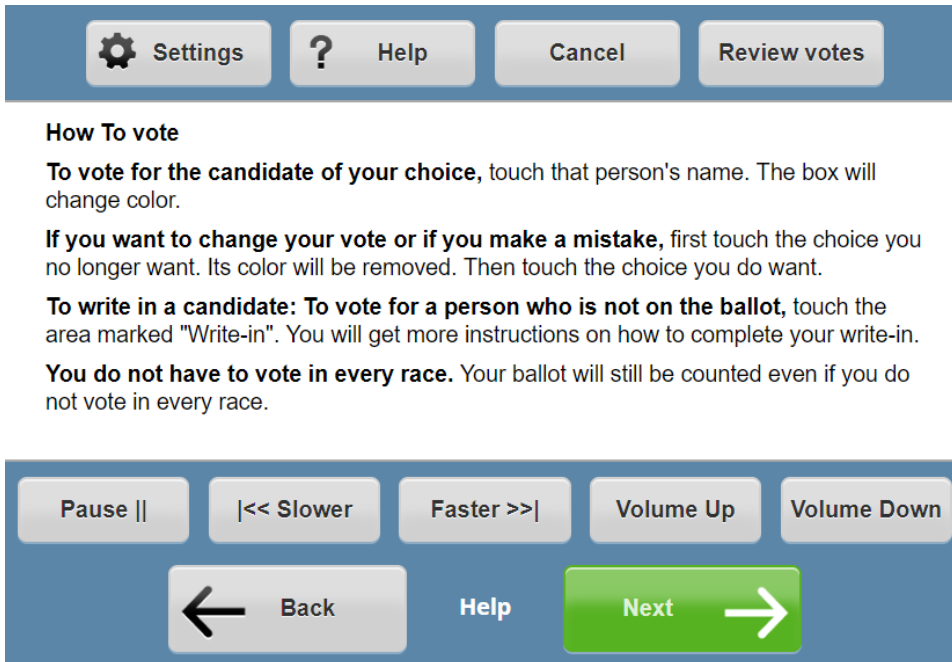 Settings
? Help
Cancel
Review votes
How To vote
To vote for the candidate of your choice, touch that person's name. The box will
change color.
If you want to change your vote or if you make a mistake, first touch the choice you
no longer want. Its color will be removed. Then touch the choice you do want.
To write in a candidate: To vote for a person who is not on the ballot, touch the
area marked "Write-in". You will get more instructions on how to complete your write-in.
You do not have to vote in every race. Your ballot will still be counted even if you do
not vote in every race.
Pause ||
|<< Slower
Faster >>|
Volume Up
Volume Down
Back
Help
Next